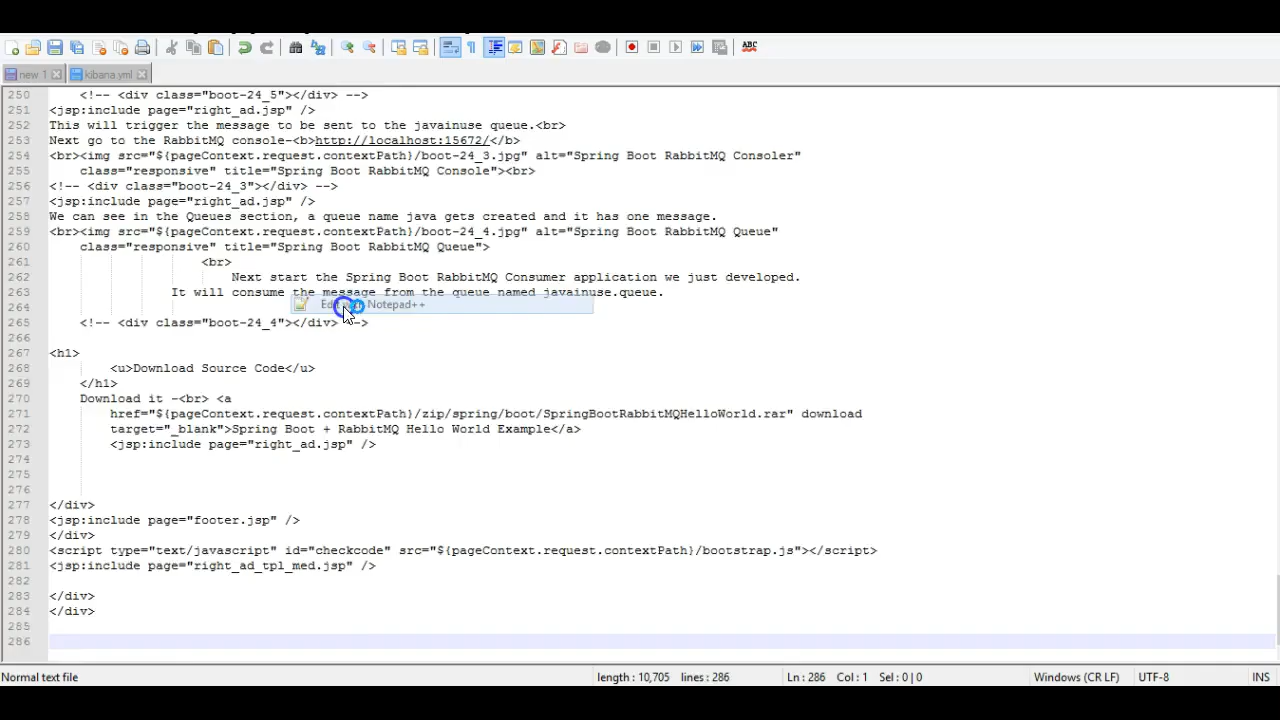 ABC
new 1
kibana.yml
250 <!-- <div class="boot-24_5"></div> -->
251 <jsp:include page="right_ad.jsp" />
252 This will trigger the message to be sent to the javainuse queue.<br>
253 Next go to the RabbitMQ console-<b>http://localhost:15672/</b>
254 <br><img src="${pageContext.request.contextPath}/boot-24_3.jpg" alt="Spring Boot RabbitMQ Consoler"
255 class="responsive" title="Spring Boot RabbitMQ Console"><br>
256 <!-- <div class="boot-24_3"></div> -->
257 <jsp:include page="right_ad.jsp" />
258 We can see in the Queues section, a queue name java gets created and it has one message.
259 <br><img src="${pageContext.request.contextPath}/boot-24_4.jpg" alt="Spring Boot RabbitMQ Queue"
260 class="responsive" title="Spring Boot RabbitMQ Queue">
261 <br>
262 Next start the Spring Boot RabbitMQ Consumer application we just developed.
263 It will consume the message from the queue named javainuse.queue.
264 Notepad++
265 <!-- <div class="boot-24_4"></div> -->
266
267 <h1>
268 <u>Download Source Code</u>
269 </h1>
270 Download it -<br> <a
271 href="${pageContext.request.contextPath}/zip/spring/boot/SpringBootRabbitMQHelloWorld.rar" download
272 target="_blank">Spring Boot + RabbitMQ Hello World Example</a>
273 <jsp:include page="right_ad.jsp" />
274
275
276
277 </div>
278 <jsp:include page="footer.jsp" />
279 </div>
280 <script type="text/javascript" id="checkcode" src="${pageContext.request.contextPath}/bootstrap.js"></script>
281 <jsp:include page="right_ad_tpl_med.jsp" />
282
283 </div>
284 </div>
285
286
Normal text file length : 10,705 lines : 286 Ln : 286 Col : 1 Sel : 0 | 0 Windows (CR LF) UTF-8 INS